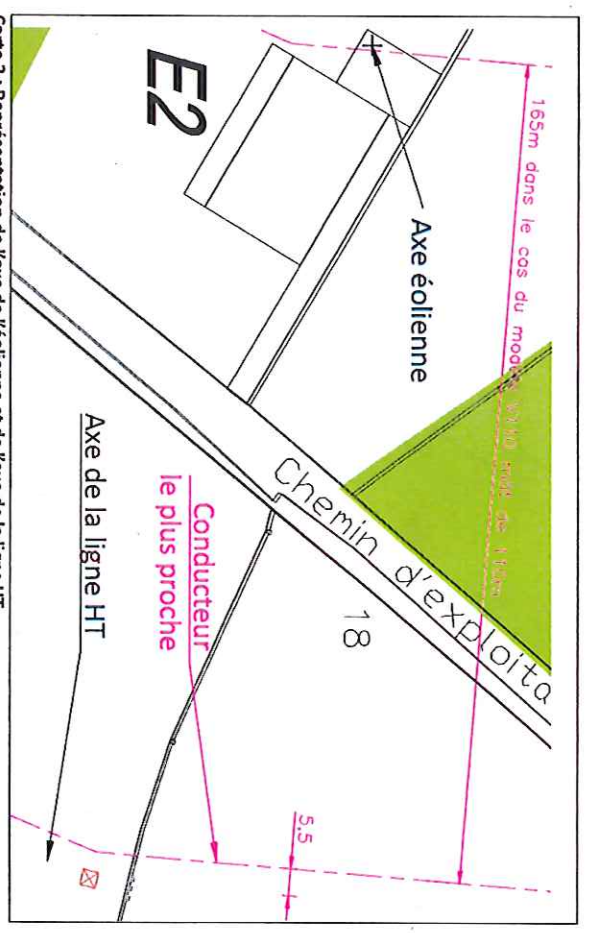 165m dans le cas du
de
Axe éolienne
E2
Chemin d'exploita
18
Conducteur
le plus proche
Axe de la ligne HT
5.5